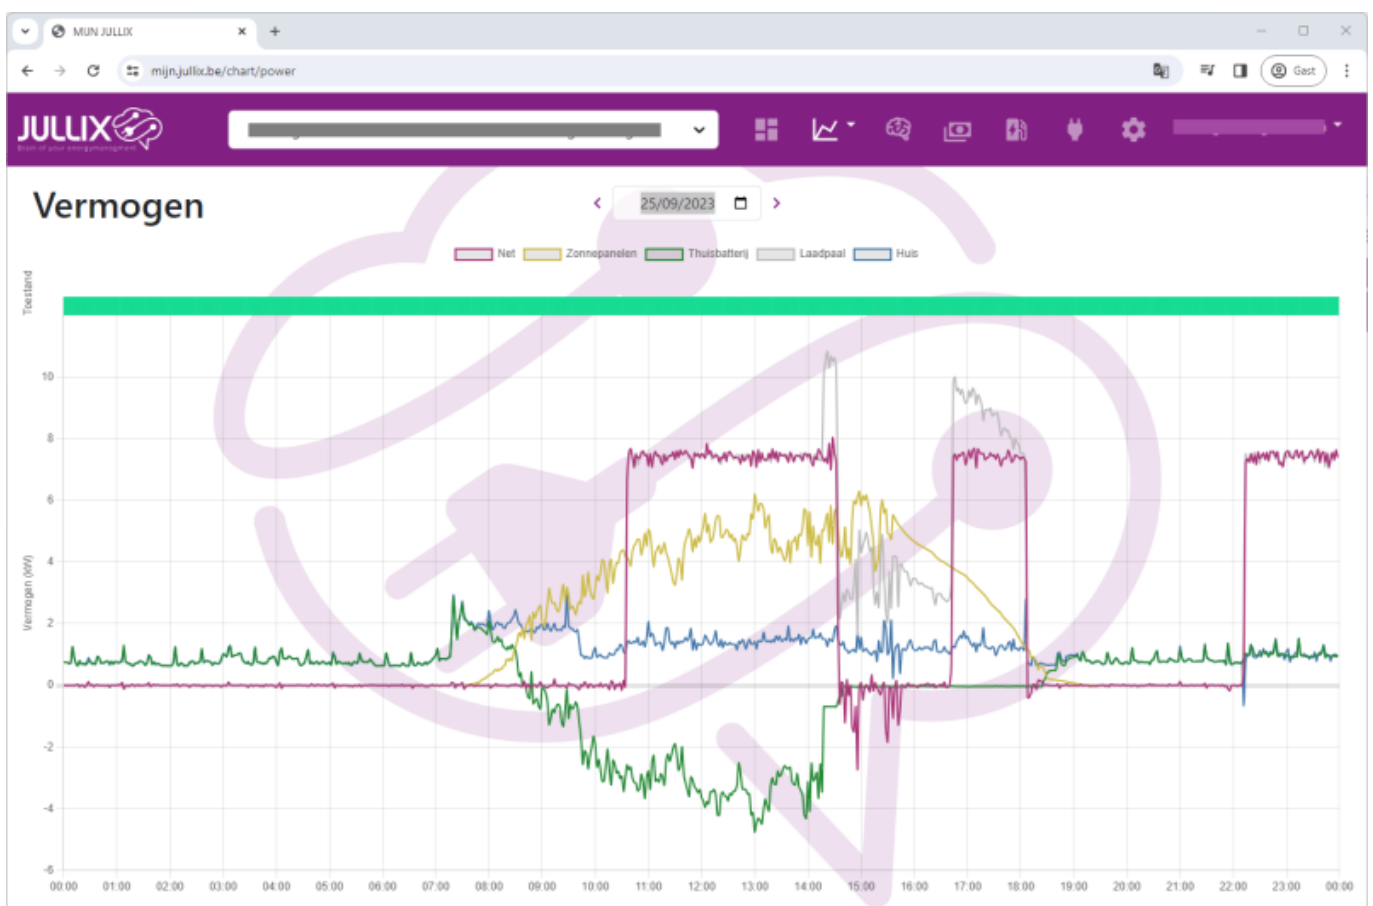 MIJN JULLIX
mijn.jullix.be/chart/power
Gast
JULLIX
Brain of your energymanagment
Vermogen
25/09/2023
Net Zonnepanelen Thuisbatterij Laadpaal Huis
Toestand
10
8
6
4
2
0
-2
-4
-6
Vermogen (kW)
00:00 01:00 02:00 03:00 04:00 05:00 06:00 07:00 08:00 09:00 10:00 11:00 12:00 13:00 14:00 15:00 16:00 17:00 18:00 19:00 20:00 21:00 22:00 23:00 00:00